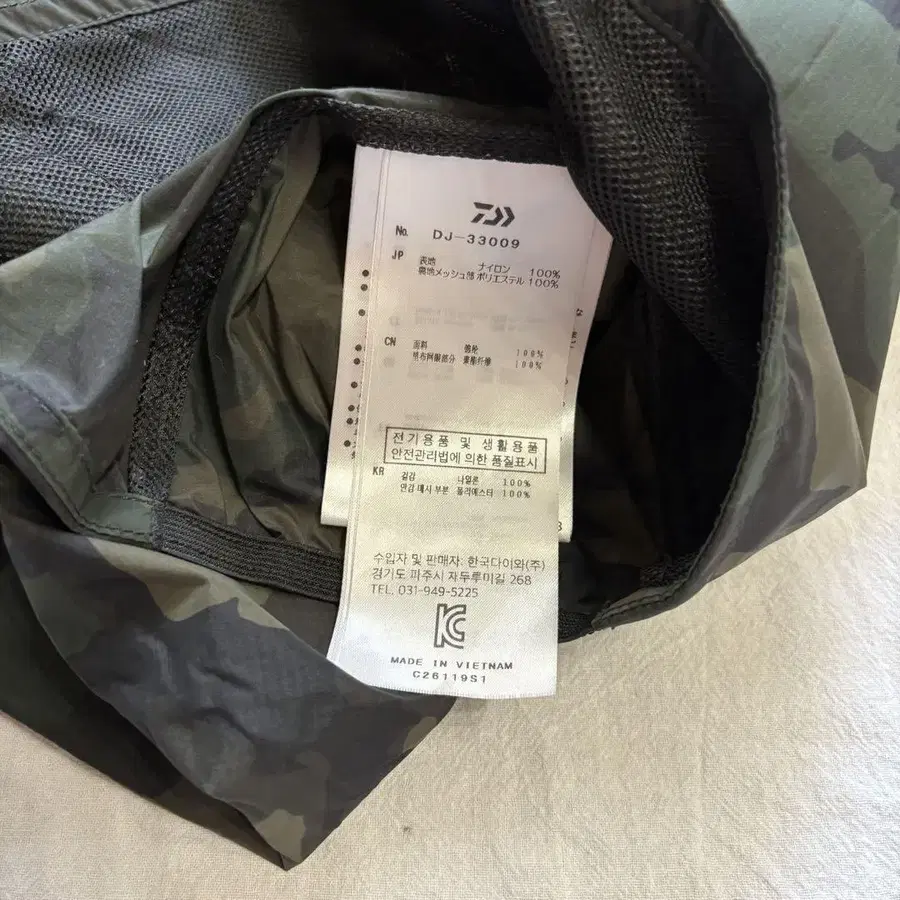 No. DJ-33009
JP 表地 ナイロン 100%
裏地メッシュ部 ポリエステル 100%
CN 面料 锦纶 100%
里布网眼部分 聚酯纤维 100%
전기용품 및 생활용품
안전관리법에 의한 품질표시
KR 겉감 나일론 100%
안감 매시 부분 폴리에스터 100%
수입자 및 판매자: 한국다이와(주)
경기도 파주시 자두루미길 268
TEL. 031-949-5225
MADE IN VIETNAM
C26119S1